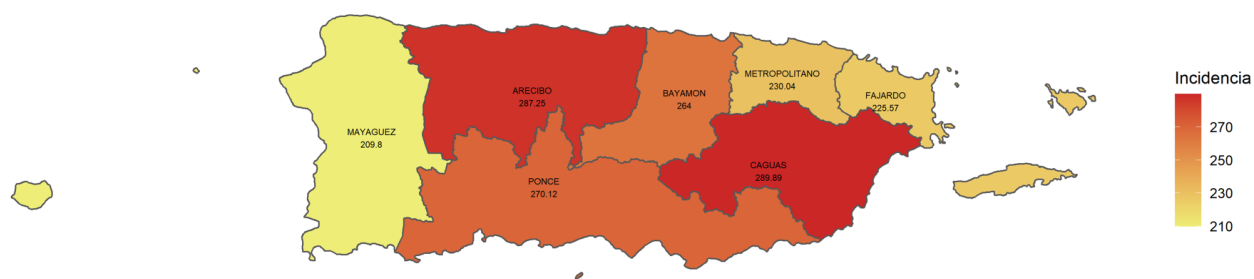 METROPOLITANO
230.04
ARECIBO
287.25
BAYAMON
264
FAJARDO
225.57
MAYAGUEZ
209.8
CAGUAS
289.89
PONCE
270.12
Incidencia
270
250
230
210